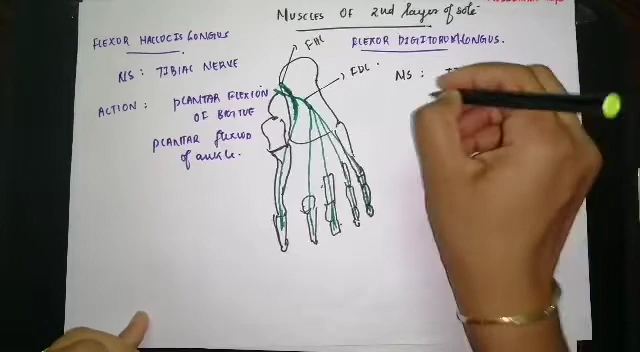 MUSCLES OF 2nd layer of sole
FLEXOR HALLUCIS LONGUS
NS : TIBIAL NERVE
ACTION : PLANTAR FLEXION
OF BIGTOE
PLANTAR flexion
of ankle.
FHL
FDL.
FLEXOR DIGITORUM LONGUS.
NS :